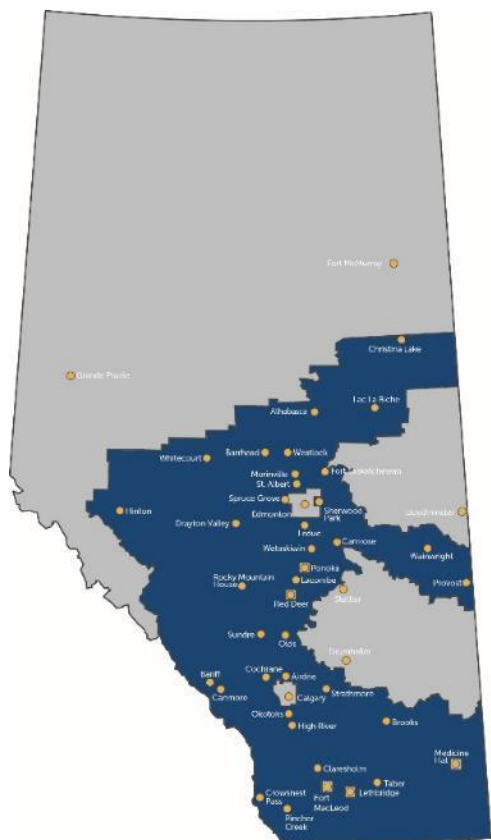 Fort McMurray
Christina Lake
Grande Prairie
Lac La Biche
Athabasca
Barrhead
Westlock
Whitecourt
Morinville
Fort Saskatchewan
St. Albert
Spruce Grove
Hinton
Edmonton
Sherwood
Park
Lloydminster
Drayton Valley
Leduc
Camrose
Wetaskiwin
Wainwright
Ponoka
Rocky Mountain
House
Lacombe
Provost
Stettler
Red Deer
Sundre
Olds
Drumheller
Cochrane
Airdrie
Banff
Canmore
Calgary
Strathmore
Okotoks
High River
Brooks
Claresholm
Medicine
Hat
Taber
Crowsnest
Pass
Fort
MacLeod
Lethbridge
Pincher
Creek